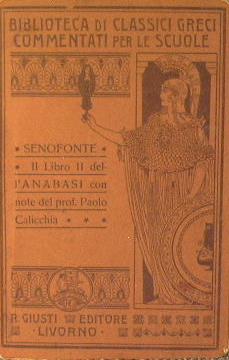 BIBLIOTECA DI CLASSICI GRECI
COMMENTATI PER LE SCUOLE
SENOFONTE
Il Libro II del-
l'ANABASI con
note del prof. Paolo
Calicchia
R. GIUSTI EDITORE
LIVORNO